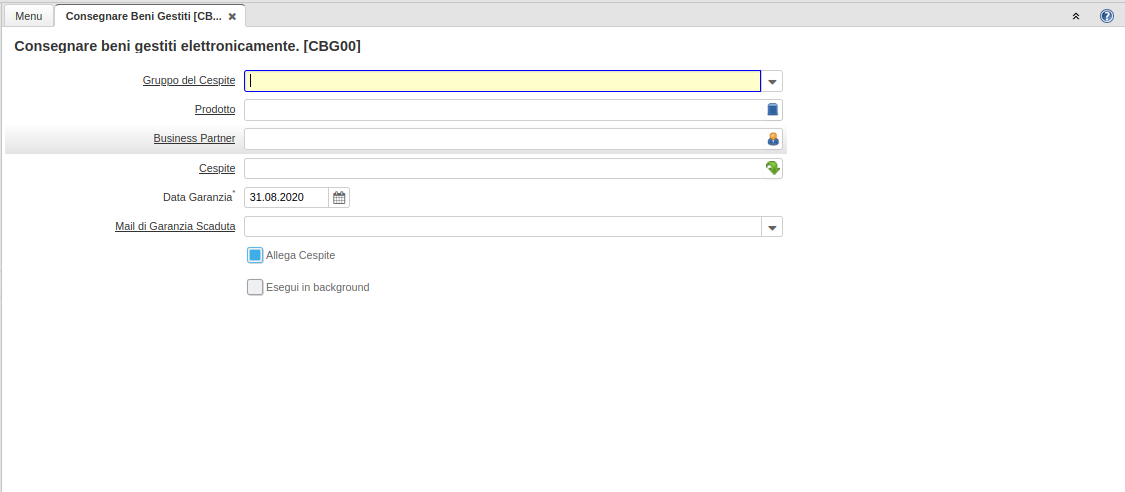 Menu
Consegnare Beni Gestiti [CB...
Consegnare beni gestiti elettronicamente. [CBG00]
Gruppo del Cespite
Prodotto
Business Partner
Cespite
Data Garanzia* 31.08.2020
Mail di Garanzia Scaduta
Allega Cespite
Esegui in background